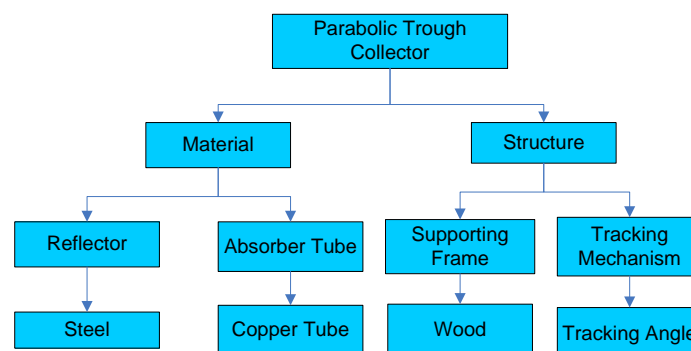 Parabolic Trough
Collector
Material
Structure
Reflector
Absorber Tube
Supporting
Frame
Tracking
Mechanism
Steel
Copper Tube
Wood
Tracking Angle